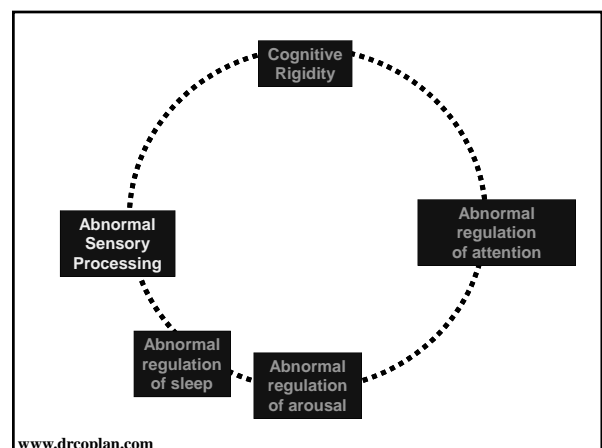 Cognitive
Rigidity
Abnormal
Sensory
Processing
Abnormal
regulation
of attention
Abnormal
regulation
of sleep
Abnormal
regulation
of arousal
www.drcoplan.com